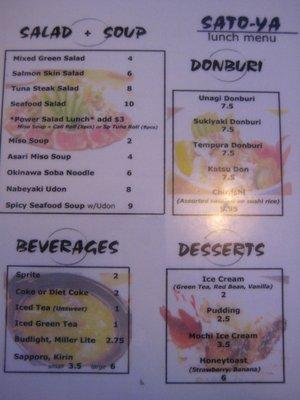 SALAD + SOUP
Mixed Green Salad 4
Salmon Skin Salad 6
Tuna Steak Salad 8
Seafood Salad 10
*Power Salad Lunch* add $3
Miso Soup + Cali Roll (3pcs) or Sp Tuna Roll (3pcs)
Miso Soup 2
Asari Miso Soup 4
Okinawa Soba Noodle 6
Nabeyaki Udon 8
Spicy Seafood Soup w/Udon 9
SATO-YA
lunch menu
DONBURI
Unagi Donburi
7.5
Sukiyaki Donburi
7.5
Tempura Donburi
7.5
Katsu Don
7.5
Chirashi
(Assorted sashimi on sushi rice)
BEVERAGES
Sprite 2
Coke or Diet Coke 2
Iced Tea (Unsweet) 1
Iced Green Tea 1
Budlight, Miller Lite 2.75
Sapporo, Kirin
small 3.5 large 6
DESSERTS
Ice Cream
(Green Tea, Red Bean, Vanilla)
2
Pudding
2.5
Mochi Ice Cream
3.5
Honeytoast
(Strawberry, Banana)
6